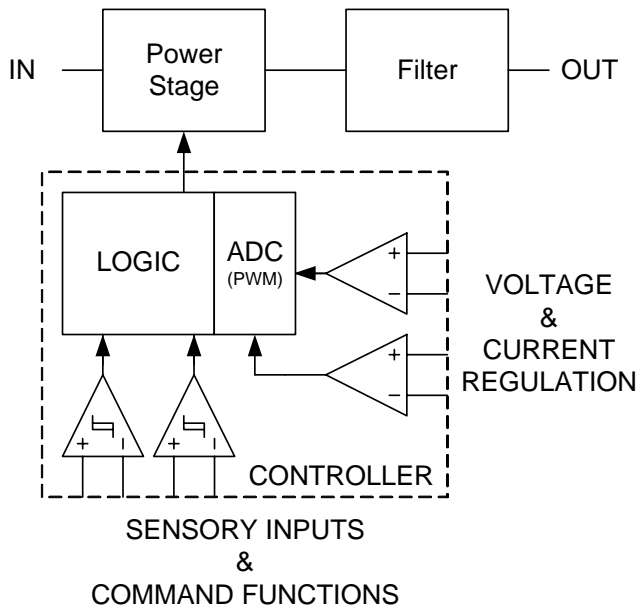 IN
Power
Stage
Filter
OUT
LOGIC
ADC
(PWM)
+
−
+
−
VOLTAGE
&
CURRENT
REGULATION
+ −
+ −
CONTROLLER
SENSORY INPUTS
&
COMMAND FUNCTIONS